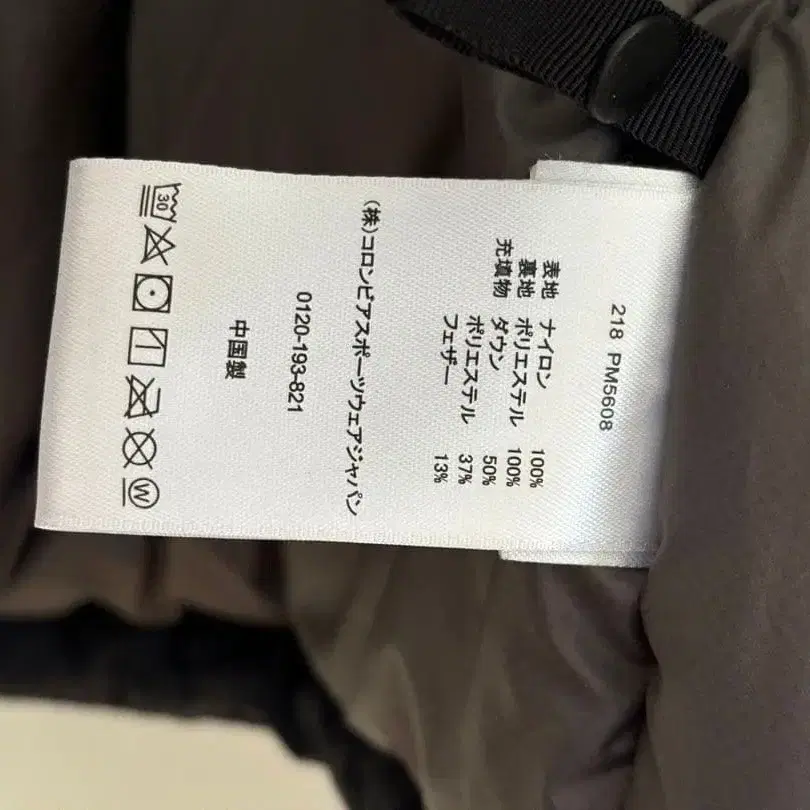 218 PM5608
表地 ナイロン 100%
裏地 ポリエステル 100%
充填物 ダウン 50%
ポリエステル 37%
フェザー 13%
(株)コロンビアスポーツウェアジャパン
0120-193-821
中国製
30
W